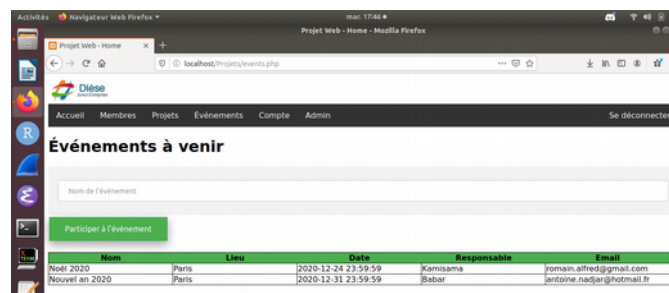 Activités Navigateur Web Firefox mar. 17:46
Projet Web - Home - Mozilla Firefox
Projet Web - Home
localhost/Projets/events.php
Dièse
Accueil Membres Projets Événements Compte Admin Se déconnecter
Événements à venir
Nom de l'événement
Participer à l'événement
Nom Lieu Date Responsable Email
Noël 2020 Paris 2020-12-24 23:59:59 Kamisama romain.alfred@gmail.com
Nouvel an 2020 Paris 2020-12-31 23:59:59 Babar antoine.nadjar@hotmail.fr